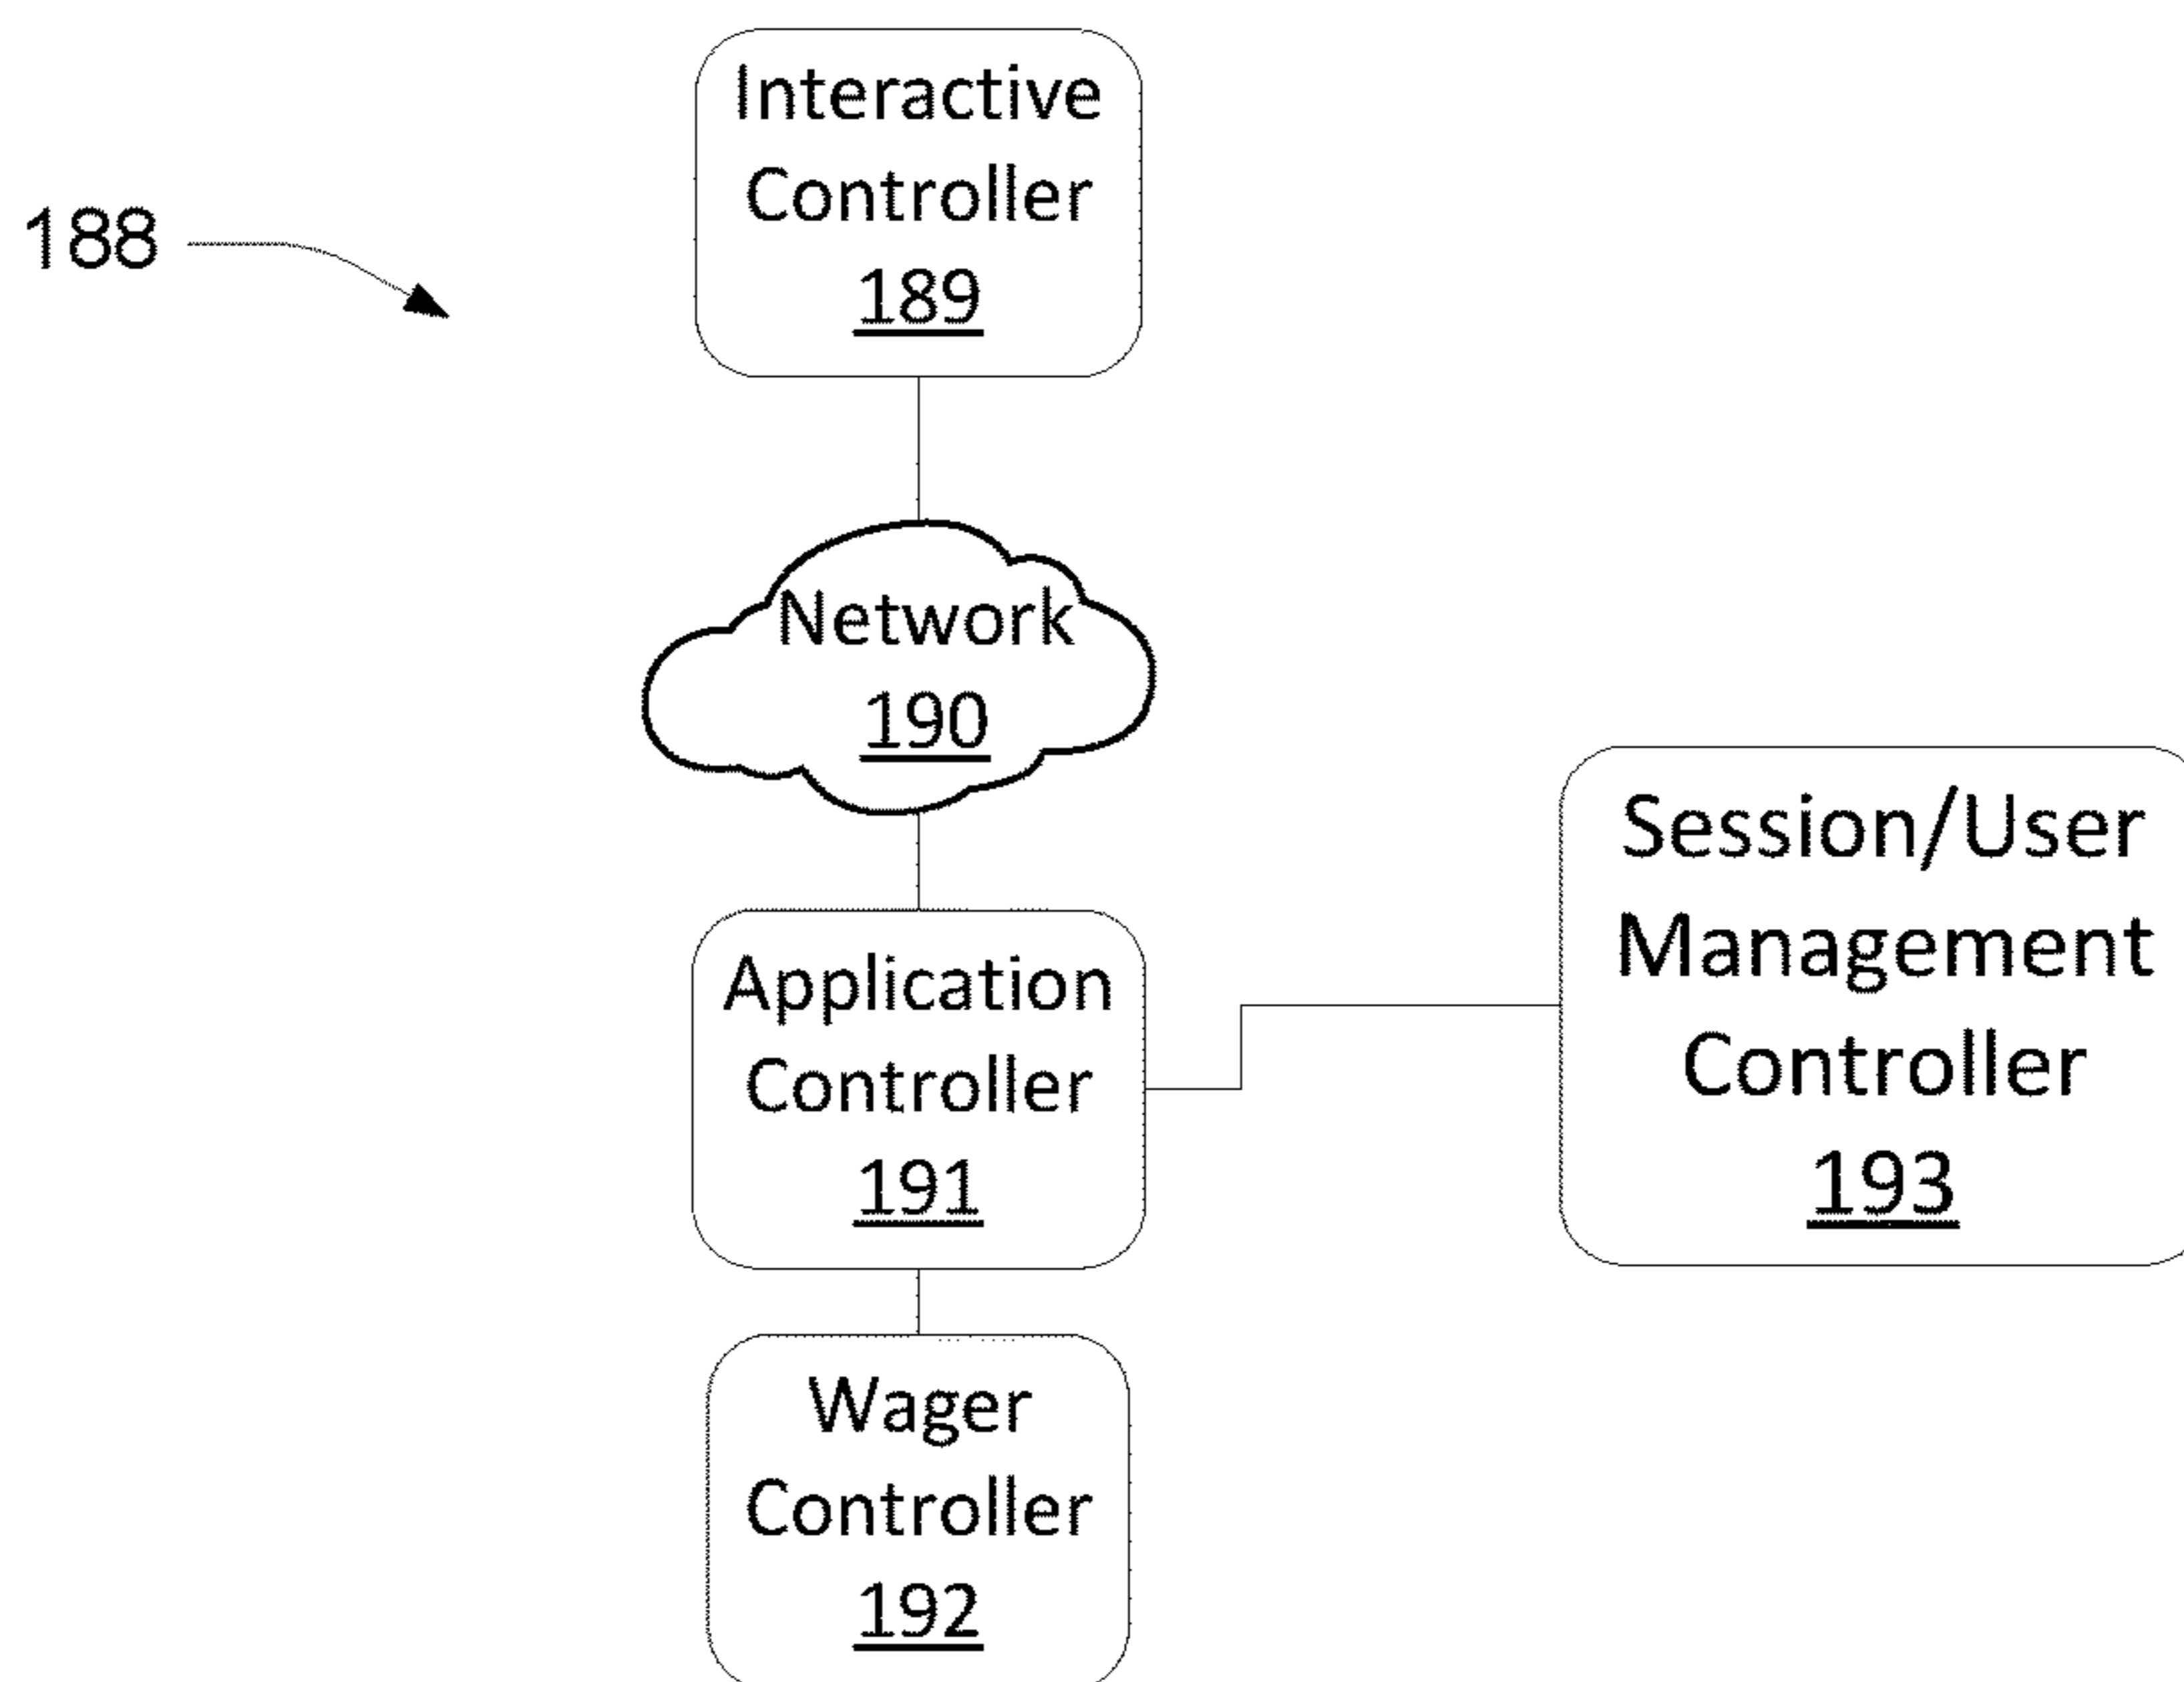 188
Interactive
Controller
189
Network
190
Application
Controller
191
Session/User
Management
Controller
193
Wager
Controller
192